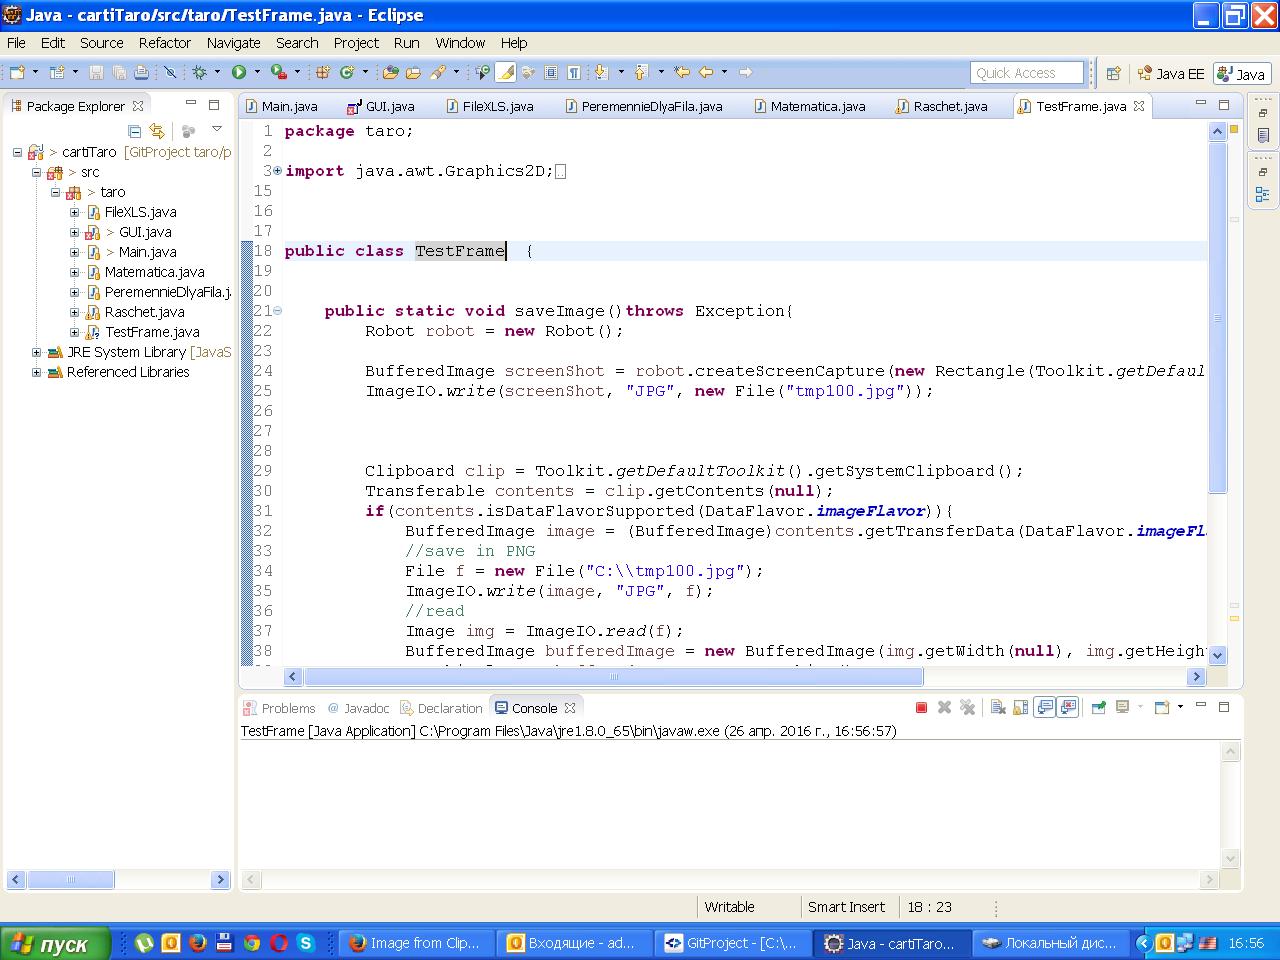 Java - cartiTaro/src/taro/TestFrame.java - Eclipse
File Edit Source Refactor Navigate Search Project Run Window Help
Quick Access Java EE Java
Package Explorer
> cartiTaro [GitProject taro/p
> src
> taro
FileXLS.java
> GUI.java
> Main.java
Matematica.java
PeremennieDlyaFila.j
Raschet.java
TestFrame.java
JRE System Library [JavaS
Referenced Libraries
Main.java GUI.java FileXLS.java PeremennieDlyaFila.java Matematica.java Raschet.java TestFrame.java
1 package taro;
2
3 import java.awt.Graphics2D;
15
16
17
18 public class TestFrame  {
19
20
21 public static void saveImage()throws Exception{
22 Robot robot = new Robot();
23
24 BufferedImage screenShot = robot.createScreenCapture(new Rectangle(Toolkit.getDefaul
25 ImageIO.write(screenShot, "JPG", new File("tmp100.jpg"));
26
27
28
29 Clipboard clip = Toolkit.getDefaultToolkit().getSystemClipboard();
30 Transferable contents = clip.getContents(null);
31 if(contents.isDataFlavorSupported(DataFlavor.imageFlavor)){
32 BufferedImage image = (BufferedImage)contents.getTransferData(DataFlavor.imageFl
33 //save in PNG
34 File f = new File("C:\\tmp100.jpg");
35 ImageIO.write(image, "JPG", f);
36 //read
37 Image img = ImageIO.read(f);
38 BufferedImage bufferedImage = new BufferedImage(img.getWidth(null), img.getHeigh
Problems @ Javadoc Declaration Console
TestFrame [Java Application] C:\Program Files\Java\jre1.8.0_65\bin\javaw.exe (26 апр. 2016 г., 16:56:57)
Writable Smart Insert 18 : 23
пуск Image from Clip... Входящие - ad... GitProject - [C:\... Java - cartiTaro... Локальный дис... 16:56